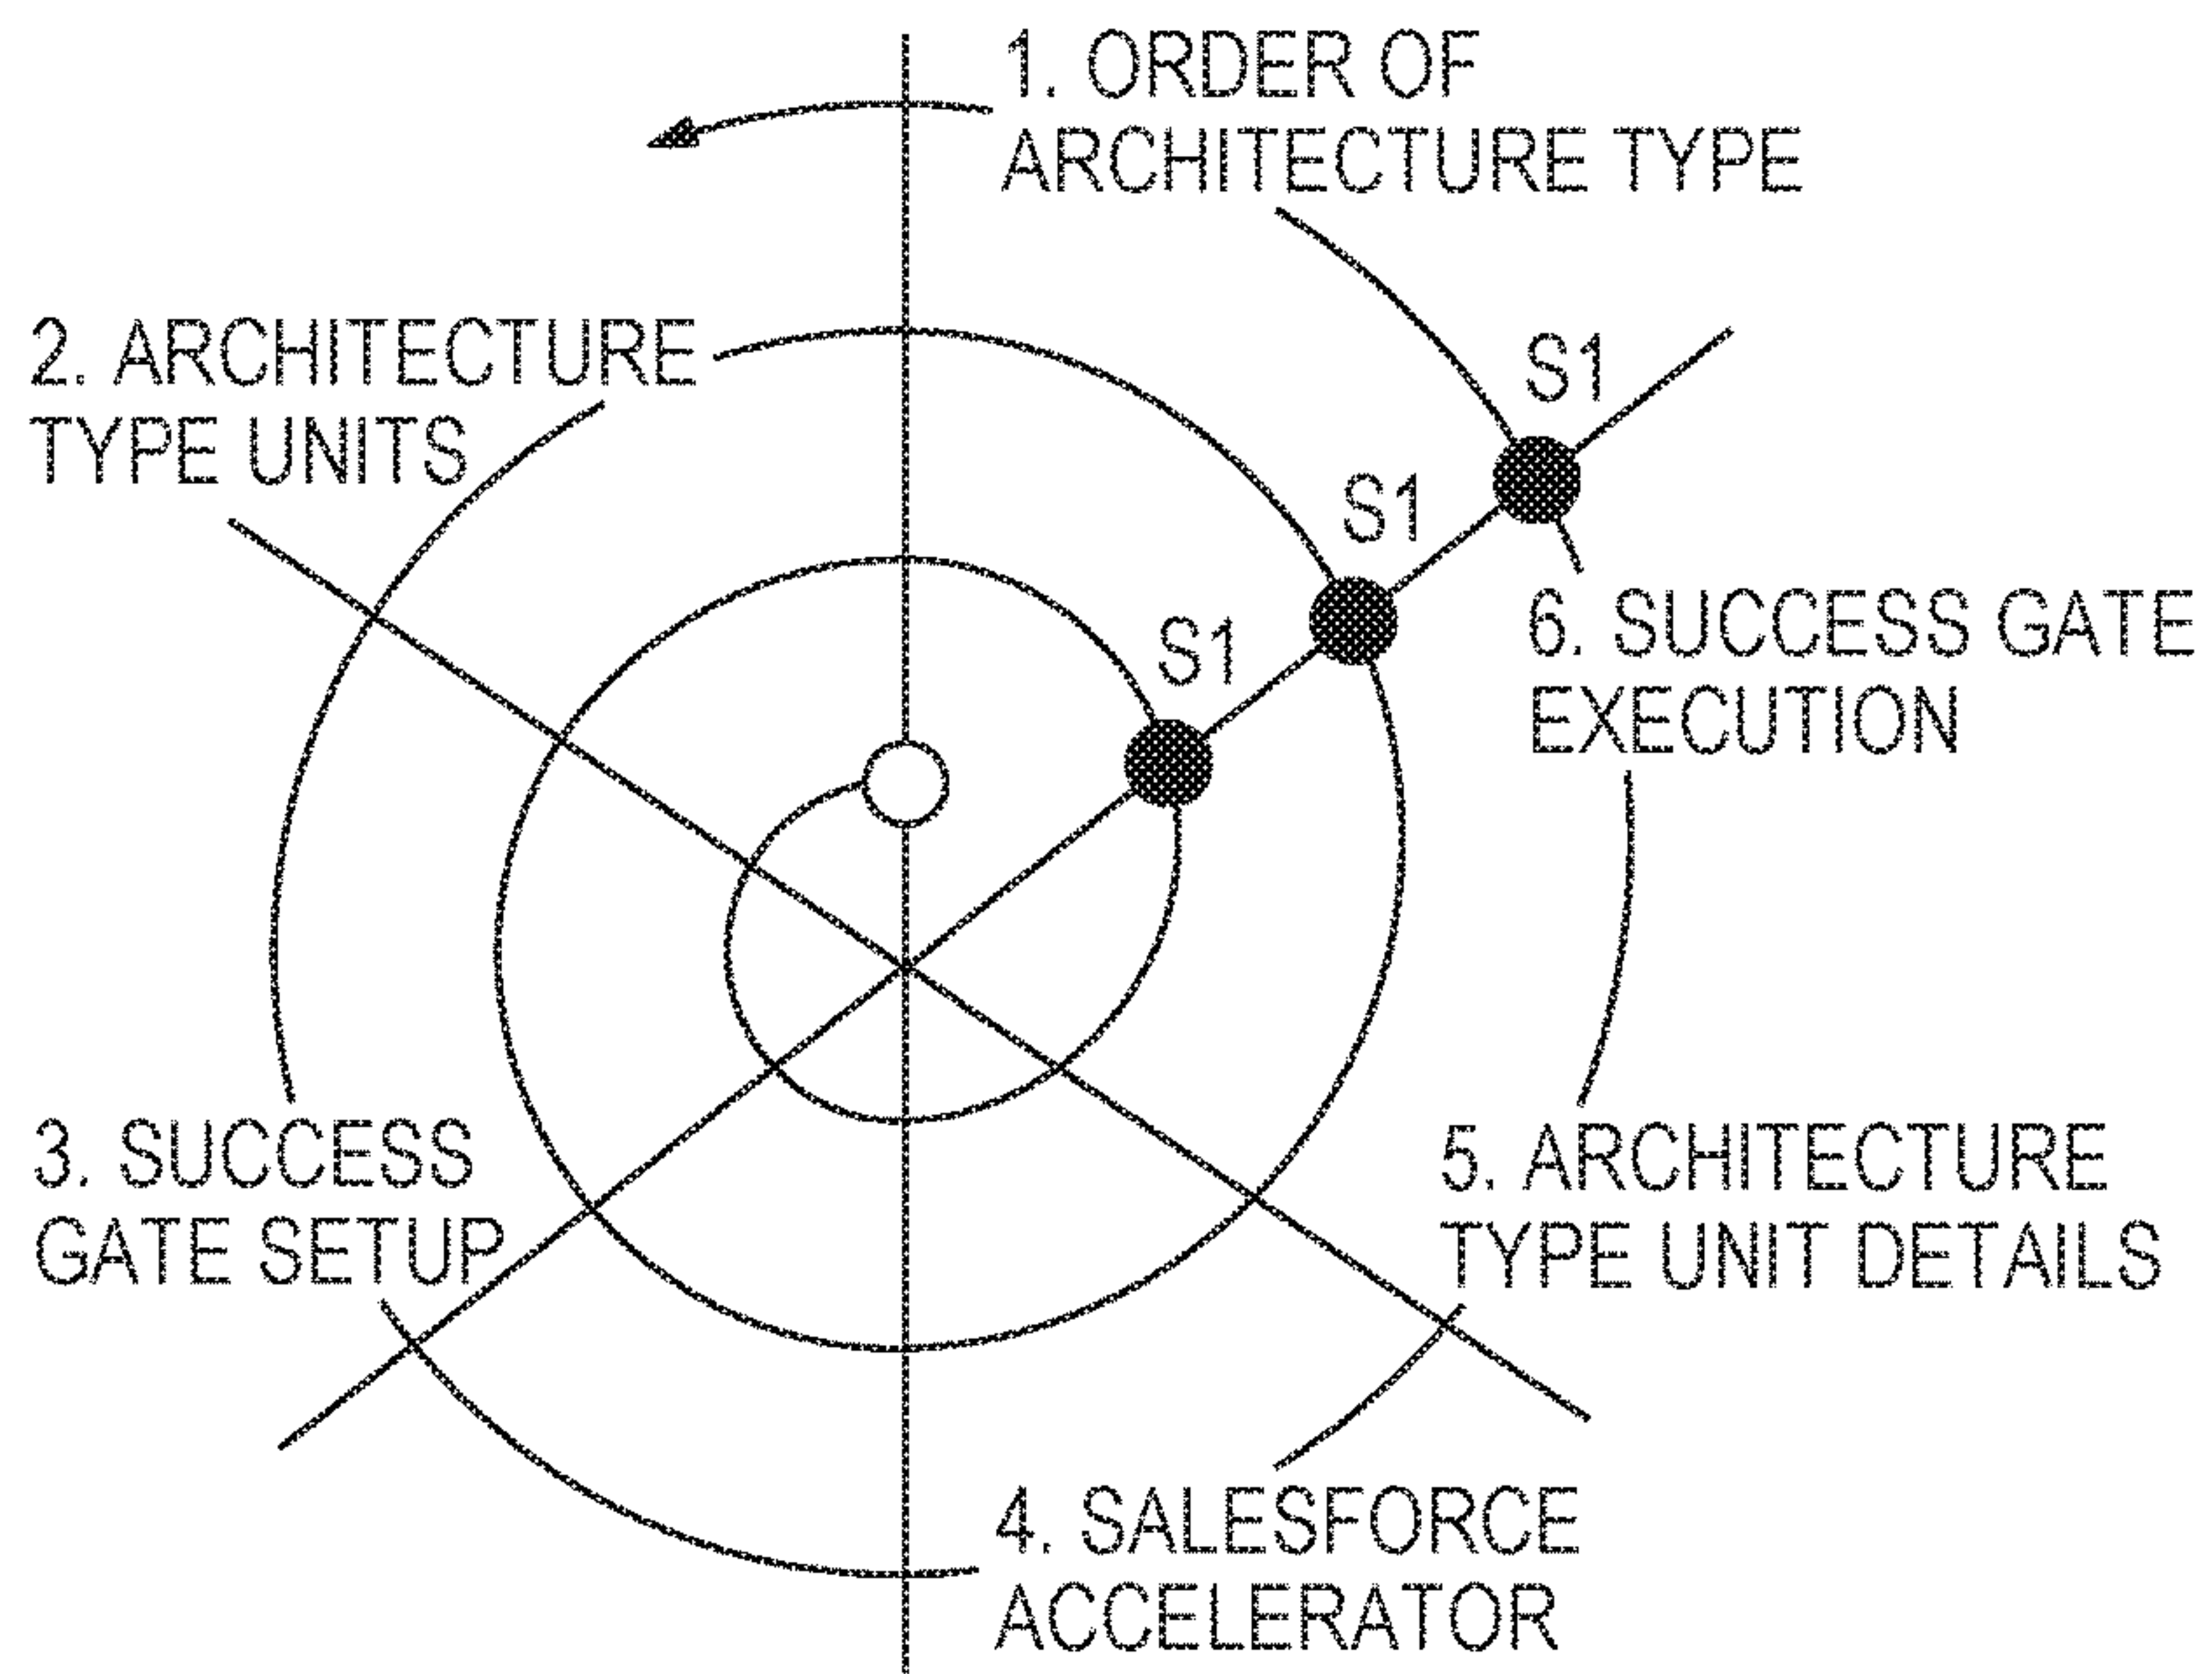 1. ORDER OF
ARCHITECTURE TYPE
2. ARCHITECTURE
TYPE UNITS
S1
S1
S1
6. SUCCESS GATE
EXECUTION
3. SUCCESS
GATE SETUP
5. ARCHITECTURE
TYPE UNIT DETAILS
4. SALESFORCE
ACCELERATOR